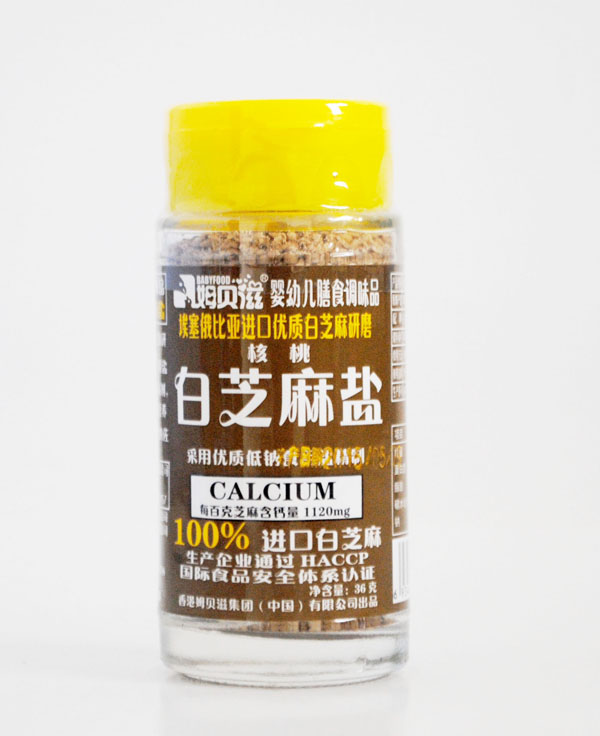 BABYFOOD
姆贝滋® 婴幼儿膳食调味品
埃塞俄比亚进口优质白芝麻研磨
核桃
白芝麻盐
采用优质低钠食
CALCIUM
每百克芝麻含钙量 1120mg
100% 进口白芝麻
生产企业通过 HACCP
国际食品安全体系认证
净含量：36克
香港姆贝滋集团（中国）有限公司出品